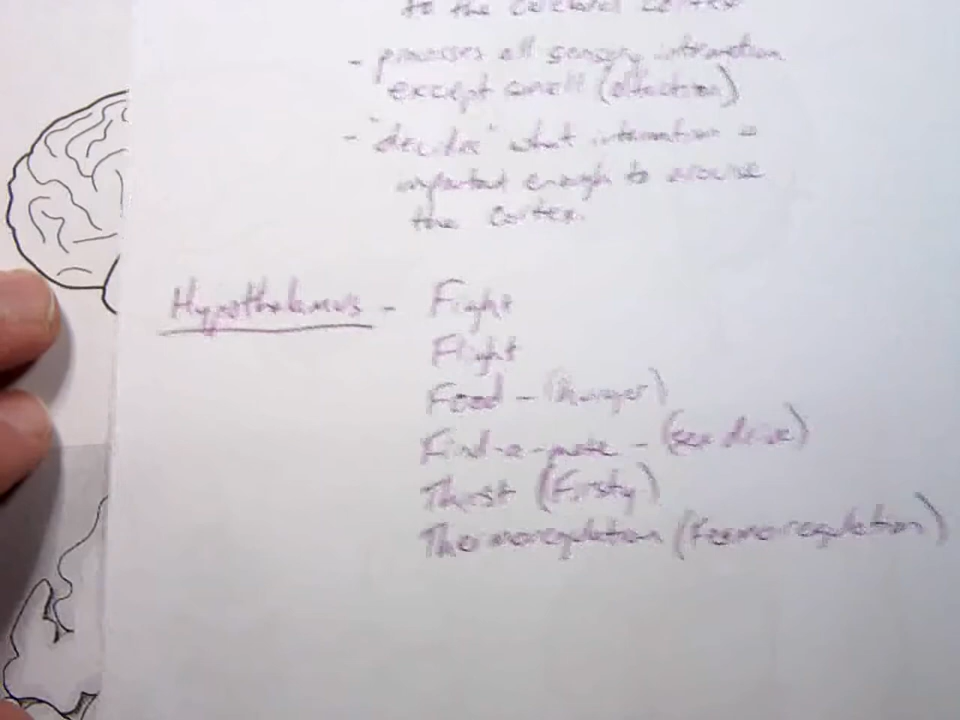 to the cerebral cortex
- processes all sensory information
except smell (olfaction)
- "decides" what information is
important enough to arouse
the cortex.
Hypothalamus - Fight
Flight
Food - (hunger)
Find-a-mate - (sex drive)
Thirst (Firsty)
Thermoregulation (Fermoregulation)